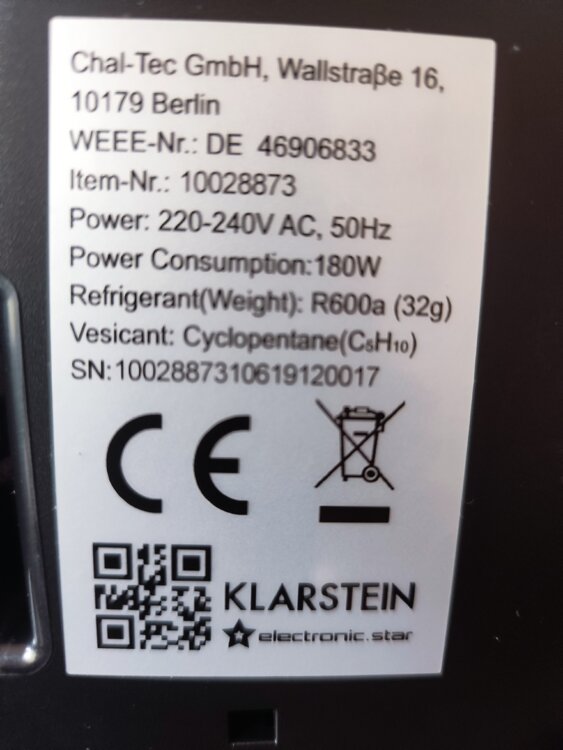 Chal-Tec GmbH, Wallstraße 16,
10179 Berlin
WEEE-Nr.: DE 46906833
Item-Nr.: 10028873
Power: 220-240V AC, 50Hz
Power Consumption:180W
Refrigerant(Weight): R600a (32g)
Vesicant: Cyclopentane(C₅H₁₀)
SN:1002887310619120017
CE
KLARSTEIN
electronic.star